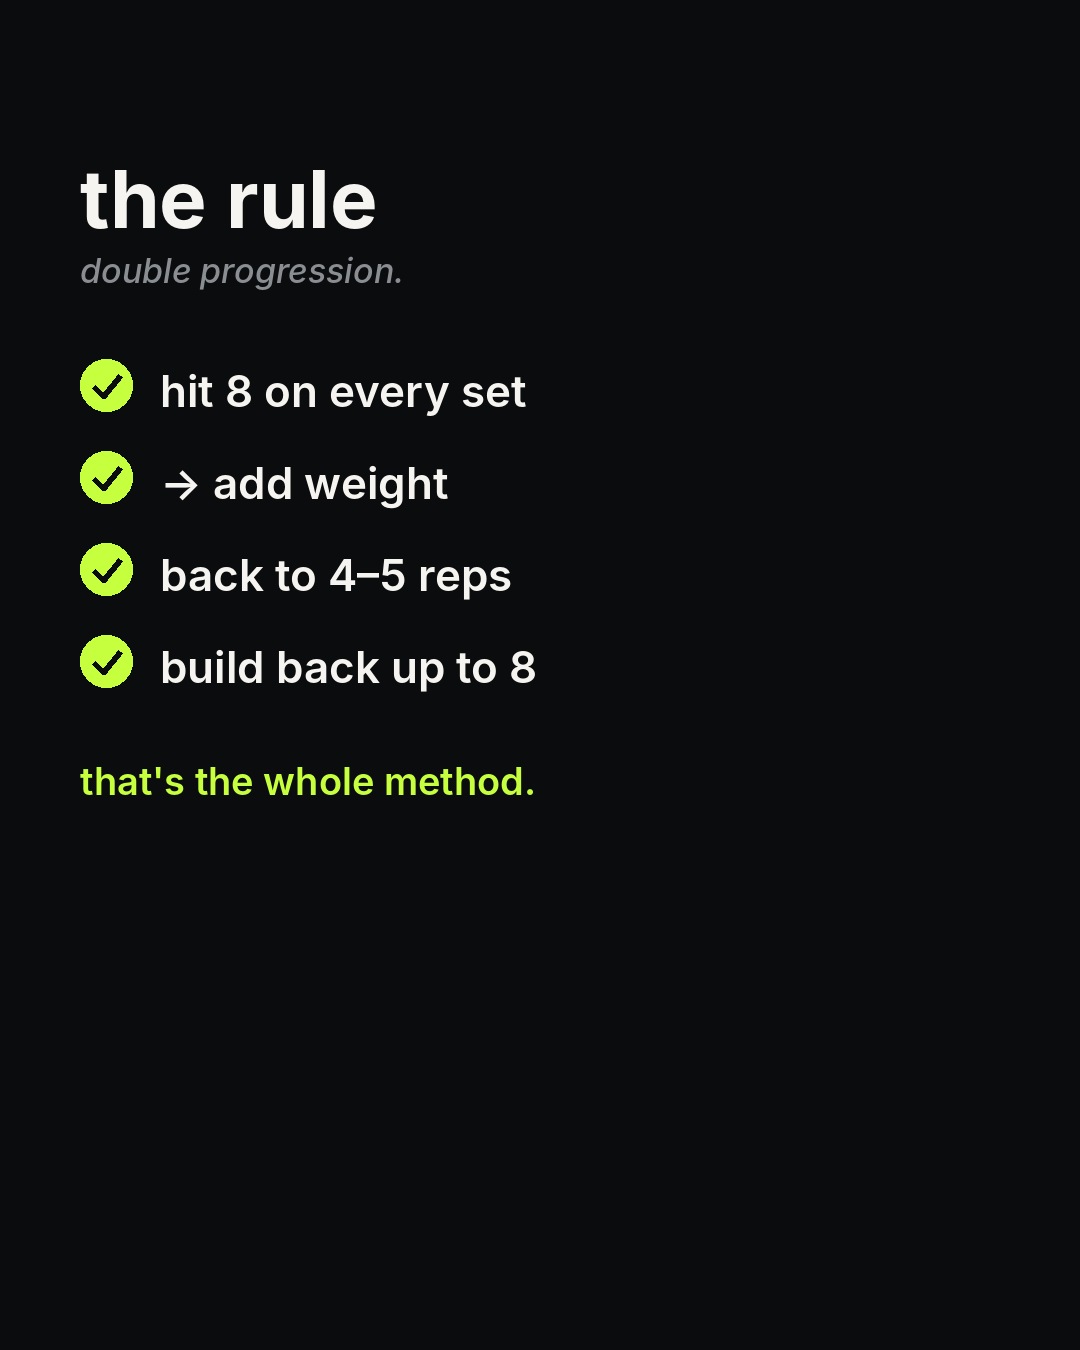 the rule
double progression.
hit 8 on every set
→ add weight
back to 4–5 reps
build back up to 8
that's the whole method.